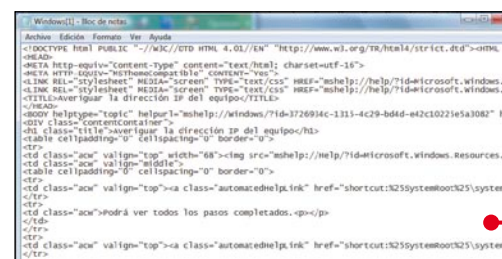 Windows[1] - Bloc de notas
Archivo Edición Formato Ver Ayuda
<!DOCTYPE html PUBLIC "-//W3C//DTD HTML 4.01//EN" "http://www.w3.org/TR/html4/strict.dtd"><HTML
<HEAD>
<META http-equiv="Content-Type" content="text/html; charset=utf-16">
<META HTTP-EQUIV="MSThemeCompatible" CONTENT="Yes">
<LINK REL="stylesheet" MEDIA="screen" TYPE="text/css" HREF="mshelp://help/?id=Microsoft.Windows.
<LINK REL="stylesheet" MEDIA="screen" TYPE="text/css" HREF="mshelp://help/?id=Microsoft.Windows.
<TITLE>Averiguar la dirección IP del equipo</TITLE>
</HEAD>
<BODY helptype="topic" helpurl="mshelp://windows/?id=3726934c-1315-4c29-bd4d-e42c10225e5a3082"
<DIV class="contentContainer">
<h1 class="title">Averiguar la dirección IP del equipo</h1>
<table cellpadding="0" cellspacing="0" border="0">
<tr>
<td class="acw" valign="top" width="68"><img src="mshelp://Help/?id=Microsoft.Windows.Resources.
<td class="acw" valign="middle">
<table cellpadding="0" cellspacing="0" border="0">
<tr>
<td class="acw" valign="top"><a class="automatedHelpLink" href="shortcut:%25SystemRoot%25\system
</tr>
<tr>
<td class="acw">Podrá ver todos los pasos completados.<p></p>
</td>
</tr>
<tr>
<td class="acw" valign="top"><a class="automatedHelpLink" href="shortcut:%25SystemRoot%25\system
</tr>